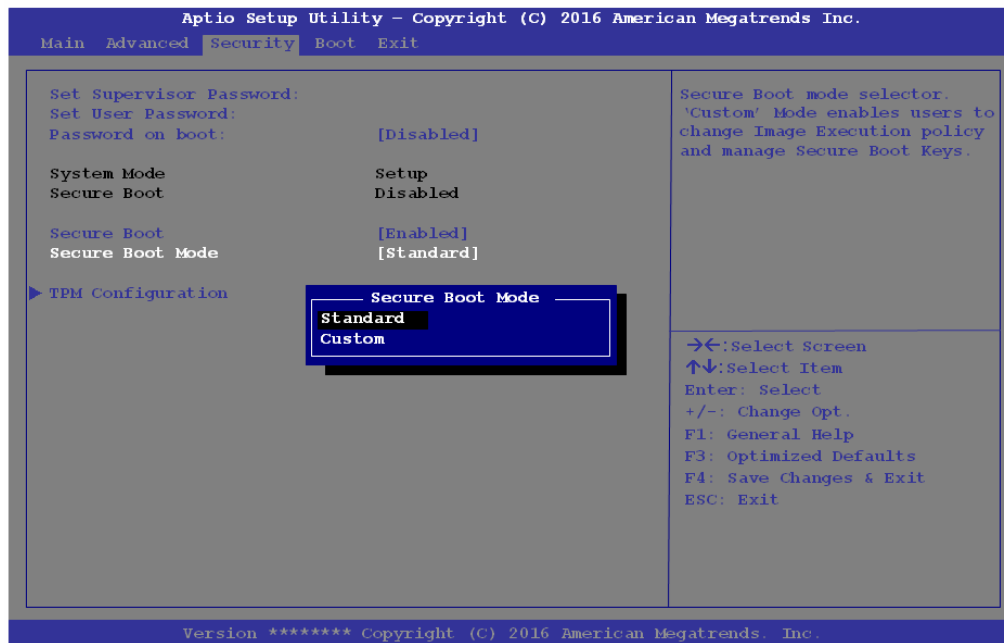 Aptio Setup Utility – Copyright (C) 2016 American Megatrends Inc.
Main Advanced Security Boot Exit
Set Supervisor Password:
Set User Password:
Password on boot: [Disabled]
System Mode Setup
Secure Boot Disabled
Secure Boot [Enabled]
Secure Boot Mode [Standard]
TPM Configuration
Secure Boot Mode
Standard
Custom
Secure Boot mode selector.
'Custom' Mode enables users to
change Image Execution policy
and manage Secure Boot Keys.
→←:Select Screen
↑↓:Select Item
Enter: Select
+/-: Change Opt.
F1: General Help
F3: Optimized Defaults
F4: Save Changes & Exit
ESC: Exit
Version ******** Copyright (C) 2016 American Megatrends. Inc.